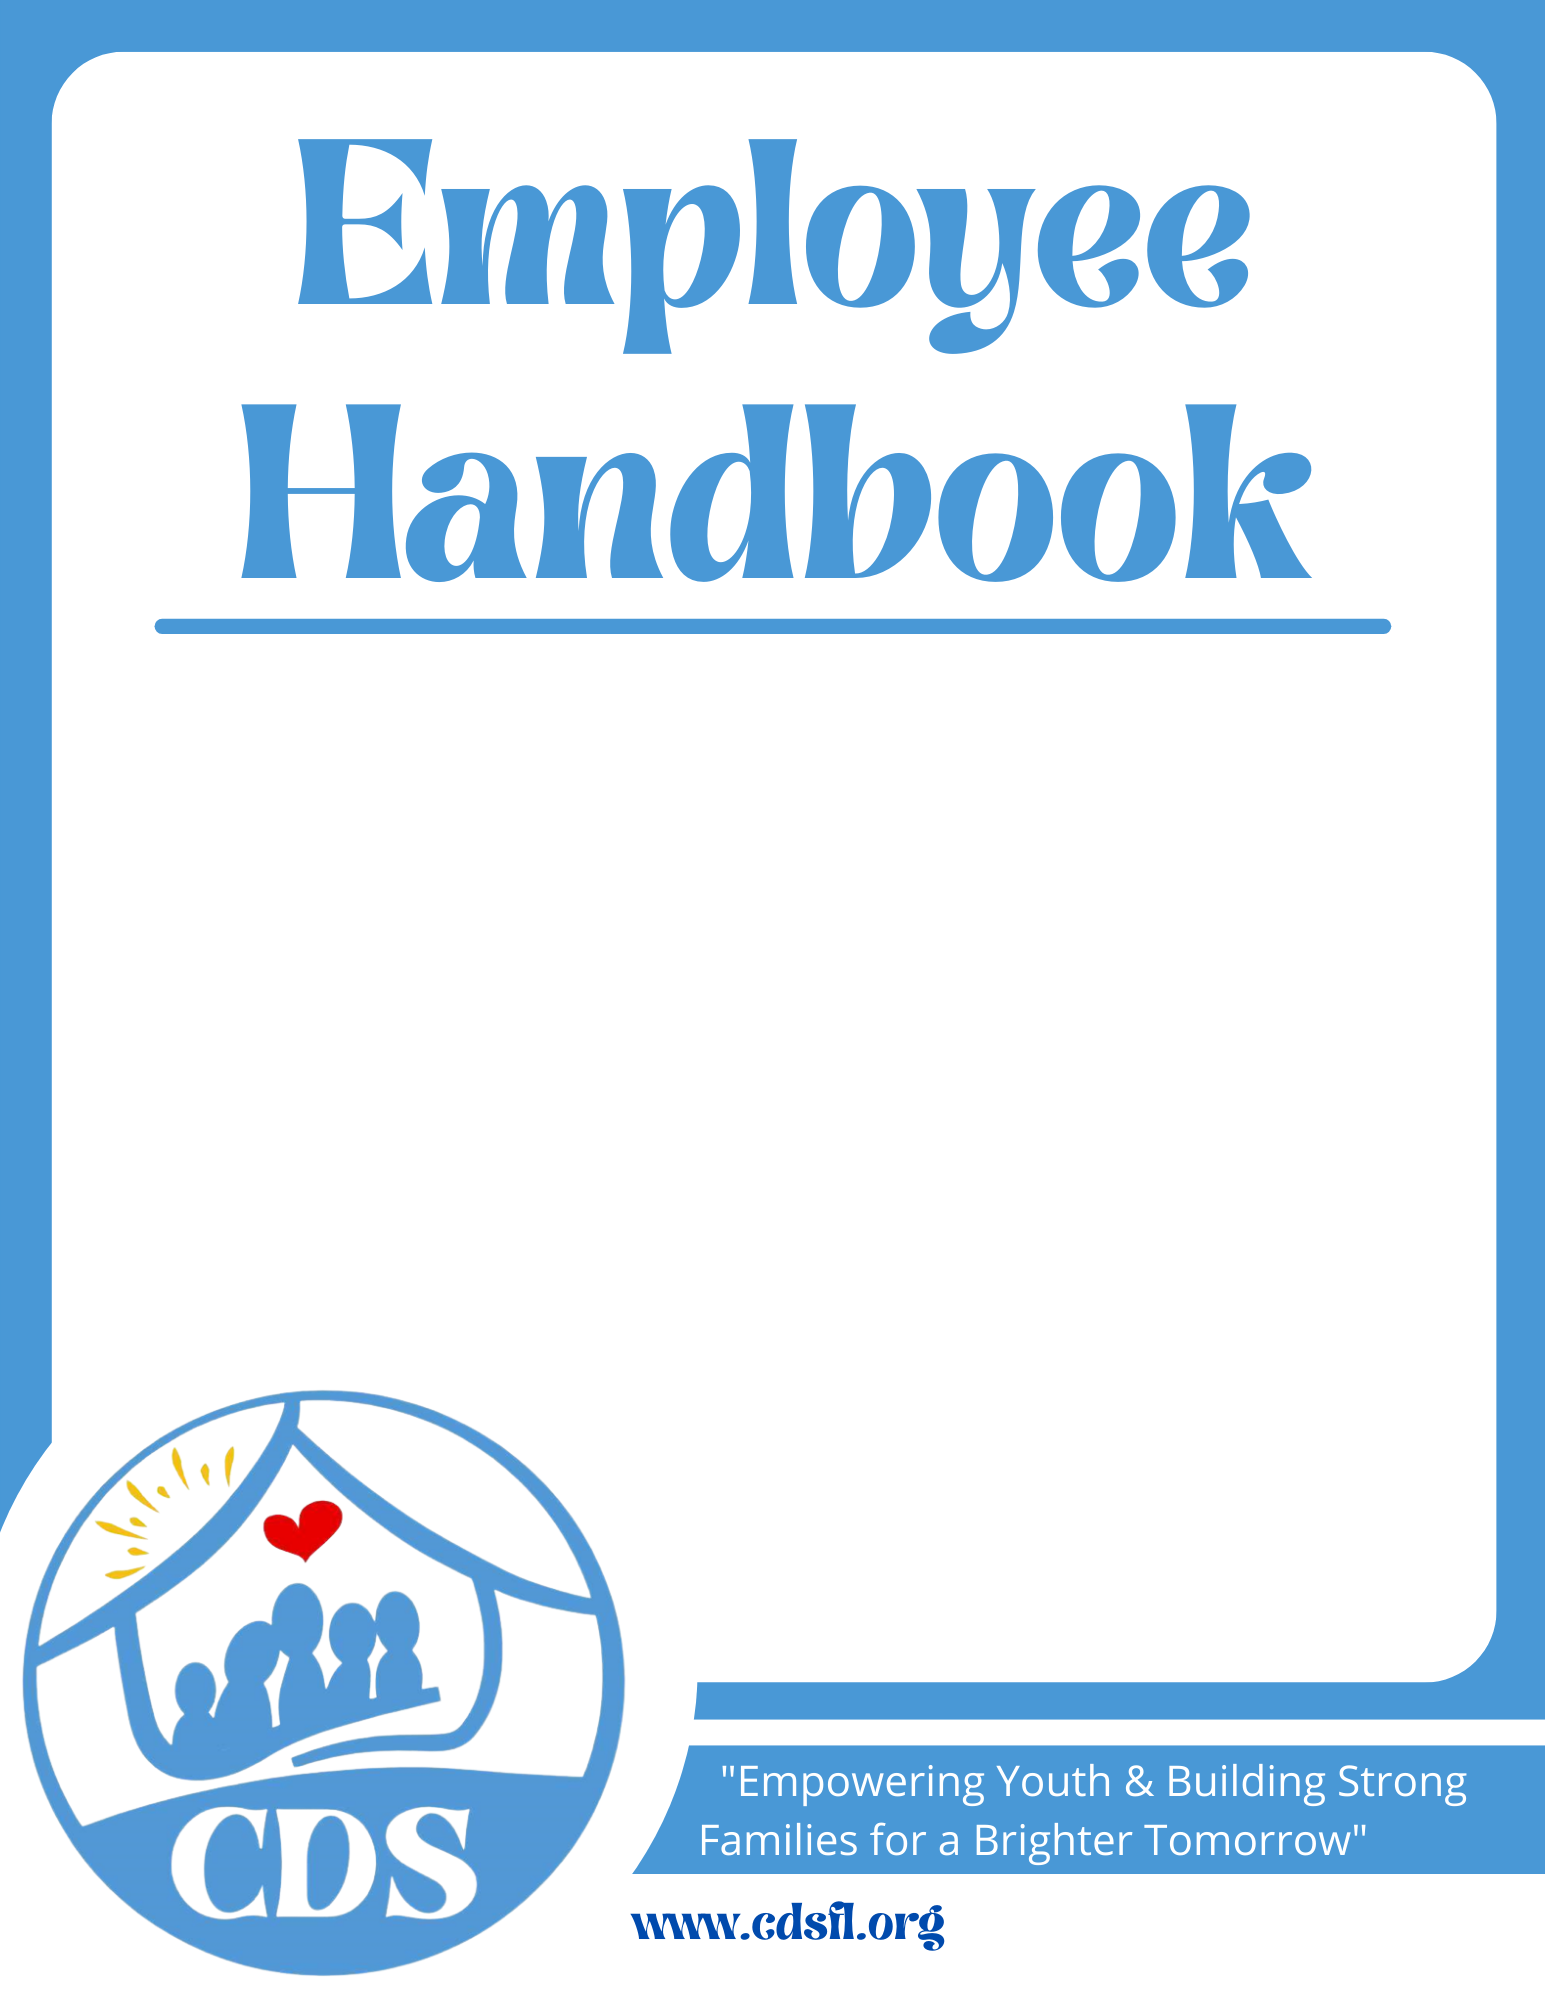 Employee
Handbook
CDS
"Empowering Youth & Building Strong
Families for a Brighter Tomorrow"
www.cdsfl.org